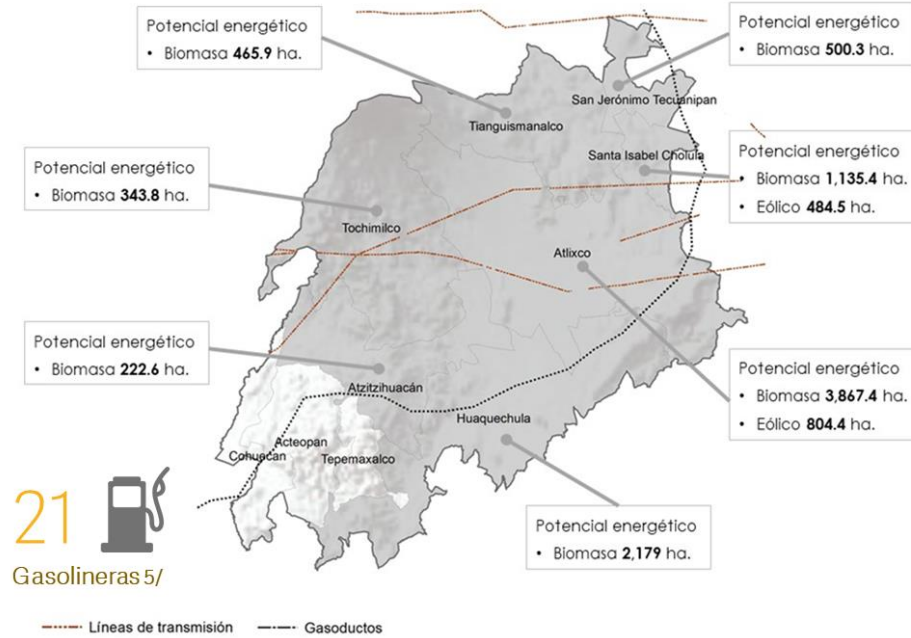 Potencial energético
• Biomasa 465.9 ha.
Potencial energético
• Biomasa 500.3 ha.
San Jerónimo Tecuanipan
Tianguismanalco
Santa Isabel Cholula
Potencial energético
• Biomasa 1,135.4 ha.
• Eólico 484.5 ha.
Potencial energético
• Biomasa 343.8 ha.
Tochimilco
Atlixco
Potencial energético
• Biomasa 222.6 ha.
Atzitzihuacán
Potencial energético
• Biomasa 3,867.4 ha.
• Eólico 804.4 ha.
Huaquechula
Acteopan
Cohuecan
Tepemaxalco
21
Gasolineras 5/
Potencial energético
• Biomasa 2,179 ha.
Líneas de transmisión
Gasoductos